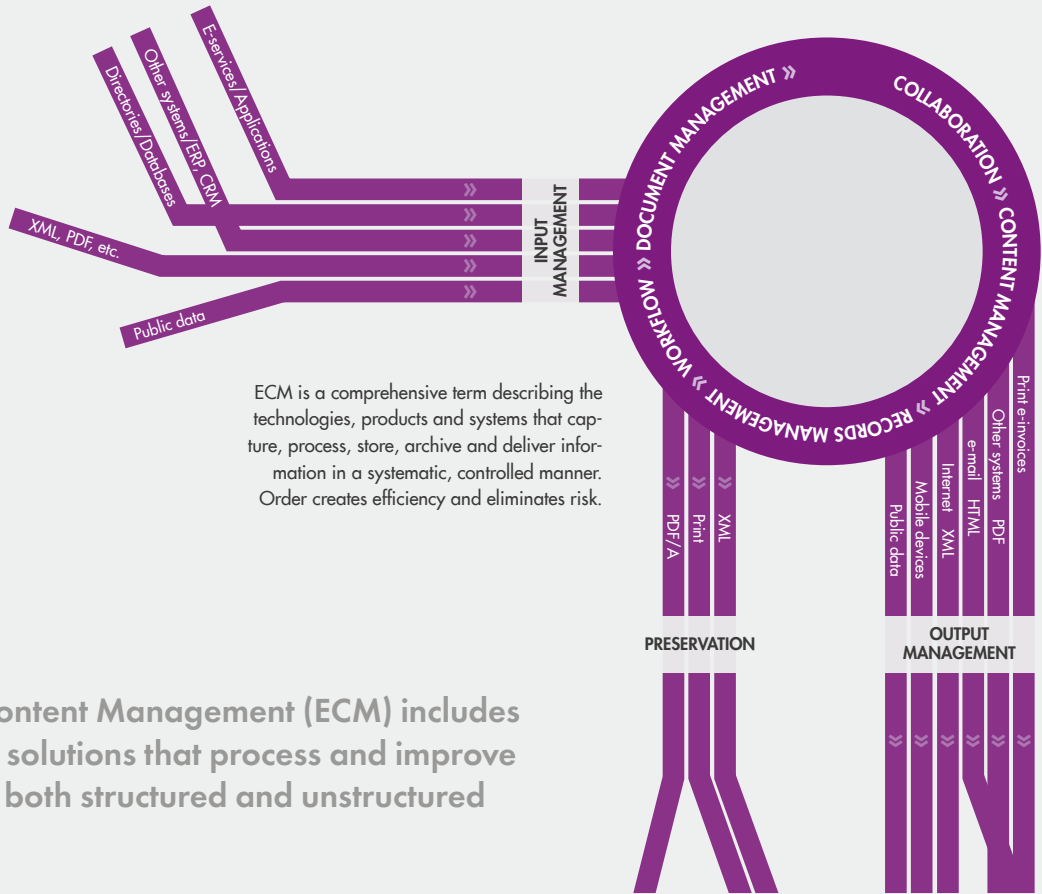 E-services/Applications
Other systems/ERP, CRM
Directories/Databases
XML, PDF, etc.
Public data
INPUT
MANAGEMENT
COLLABORATION » CONTENT MANAGEMENT » RECORDS MANAGEMENT » WORKFLOW » DOCUMENT MANAGEMENT »
ECM is a comprehensive term describing the
technologies, products and systems that cap-
ture, process, store, archive and deliver infor-
mation in a systematic, controlled manner.
Order creates efficiency and eliminates risk.
PDF/A
Print
XML
PRESERVATION
Public data
Mobile devices
Internet XML
e-mail HTML
Other systems PDF
Print e-invoices
OUTPUT
MANAGEMENT
ontent Management (ECM) includes
solutions that process and improve
both structured and unstructured